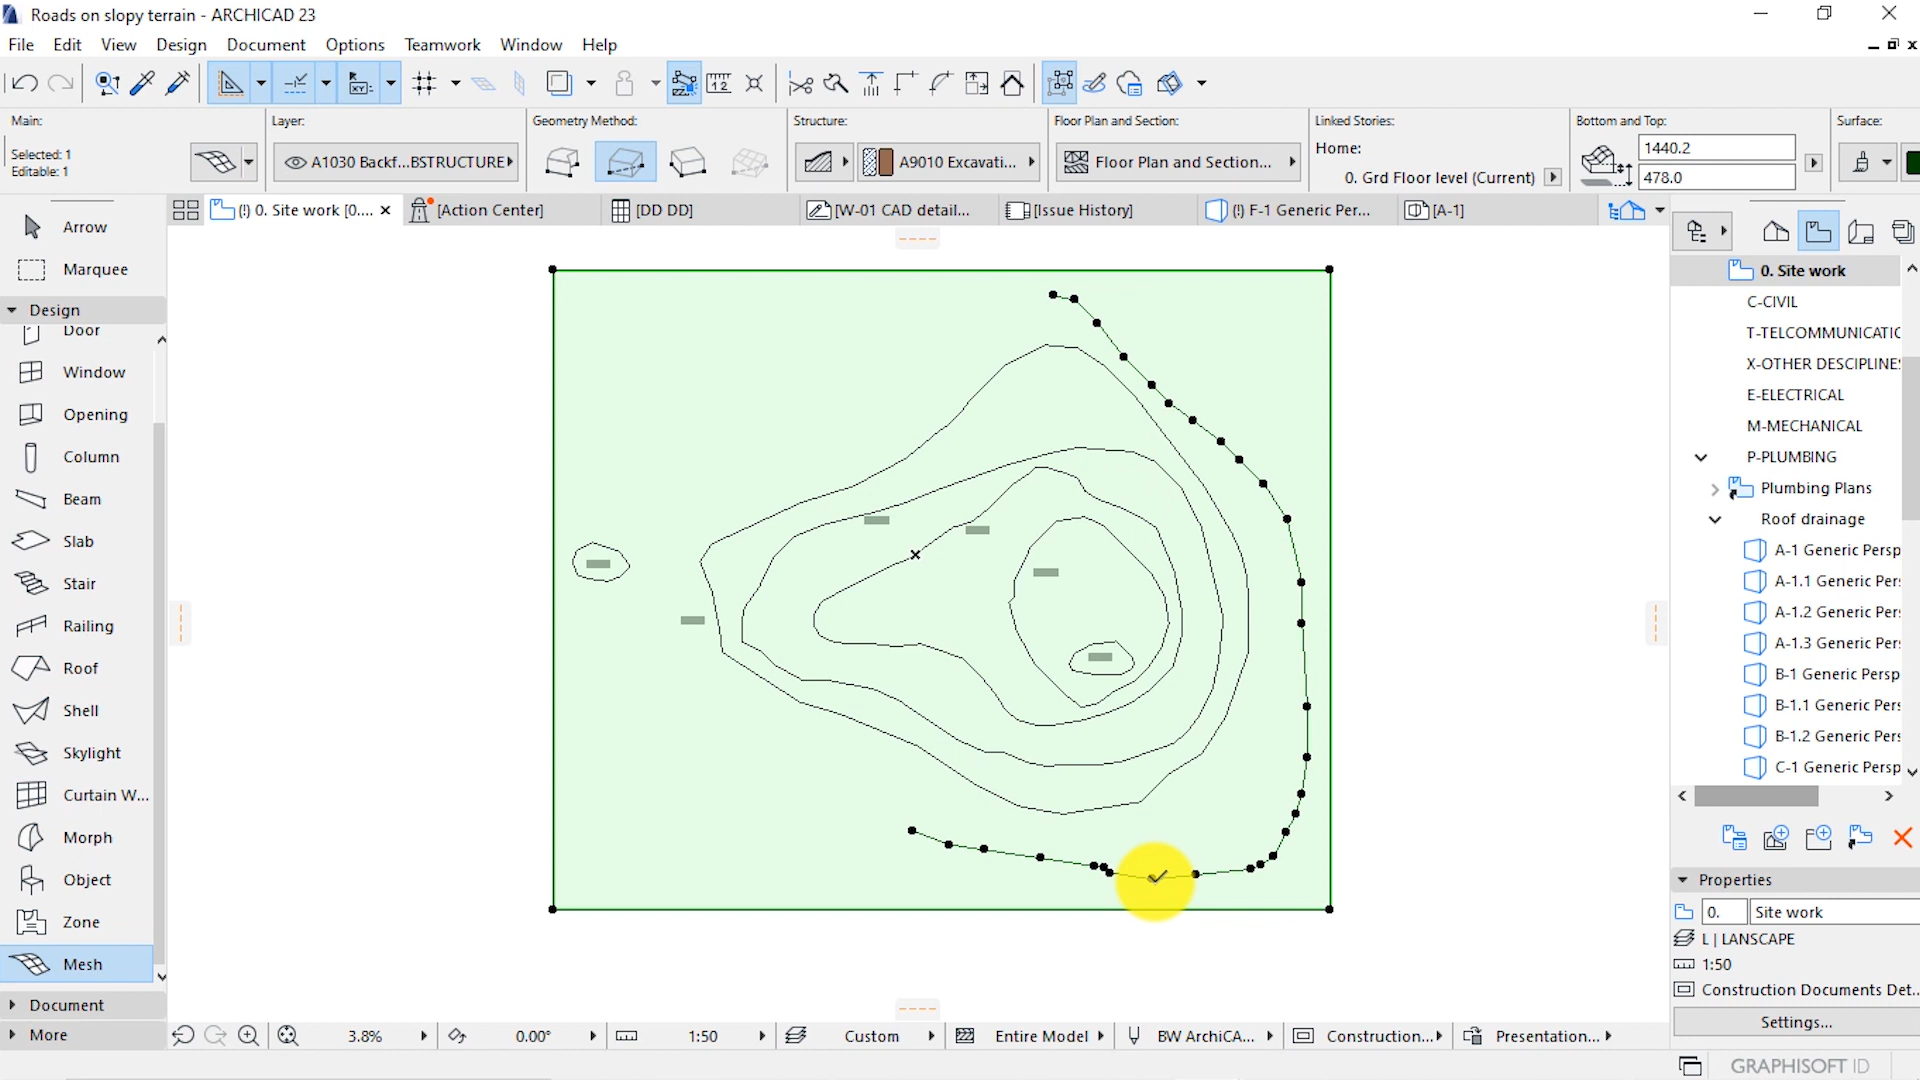 Roads on slopy terrain - ARCHICAD 23
File Edit View Design Document Options Teamwork Window Help
Main: Layer: Geometry Method: Structure: Floor Plan and Section: Linked Stories: Bottom and Top: Surface:
Selected: 1
Editable: 1
A1030 Backf...BSTRUCTURE
A9010 Excavati...
Floor Plan and Section...
Home:
0. Grd Floor level (Current)
1440.2
478.0
(!) 0. Site work [0....
[Action Center]
[DD DD]
[W-01 CAD detail...
[Issue History]
(!) F-1 Generic Per...
[A-1]
Arrow
Marquee
Design
Door
Window
Opening
Column
Beam
Slab
Stair
Railing
Roof
Shell
Skylight
Curtain W...
Morph
Object
Zone
Mesh
Document
More
0. Site work
C-CIVIL
T-TELCOMMUNICATIC
X-OTHER DESCIPLINE
E-ELECTRICAL
M-MECHANICAL
P-PLUMBING
Plumbing Plans
Roof drainage
A-1 Generic Persp
A-1.1 Generic Per
A-1.2 Generic Per
A-1.3 Generic Per
B-1 Generic Persp
B-1.1 Generic Per
B-1.2 Generic Per
C-1 Generic Persp
Properties
0. Site work
L | LANSCAPE
1:50
Construction Documents Det...
Settings...
3.8% 0.00° 1:50 Custom Entire Model BW ArchiCA... Construction... Presentation...
GRAPHISOFT ID